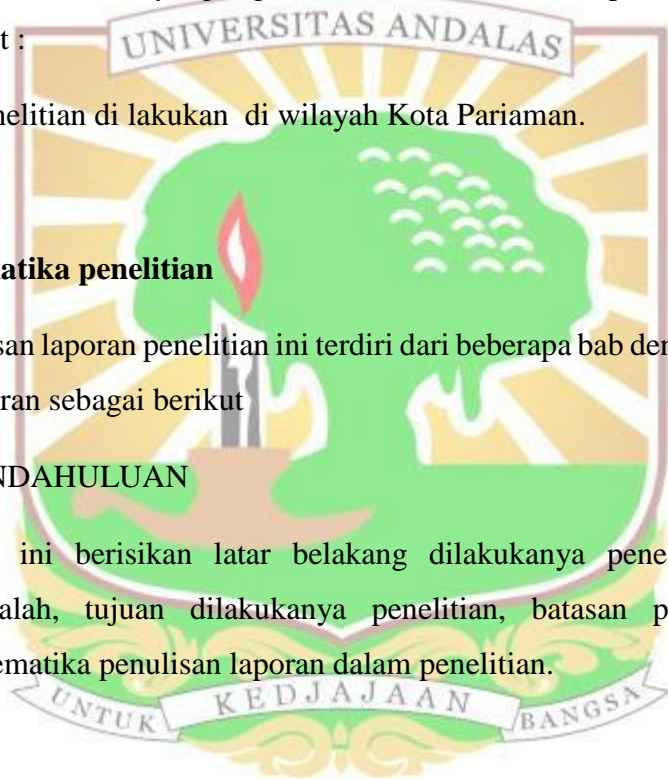 UNIVERSITAS ANDALAS
t :
nelitian di lakukan di wilayah Kota Pariaman.
atika penelitian
san laporan penelitian ini terdiri dari beberapa bab den
ran sebagai berikut
NDAHULUAN
ini berisikan latar belakang dilakukanya pene
alah, tujuan dilakukanya penelitian, batasan p
ematika penulisan laporan dalam penelitian.
UNTUK KEDJAJAAN BANGSA